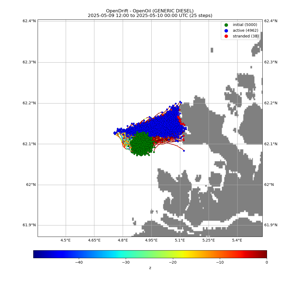 OpenDrift - OpenOil (GENERIC DIESEL)
2025-05-09 12:00 to 2025-05-10 00:00 UTC (25 steps)
initial (5000)
active (4962)
stranded (38)
62.4°N 62.4°N
62.3°N 62.3°N
62.2°N 62.2°N
62.1°N 62.1°N
62°N 62°N
61.9°N 61.9°N
4.5°E 4.65°E 4.8°E 4.95°E 5.1°E 5.25°E 5.4°E
−40 −30 −20 −10 0
z